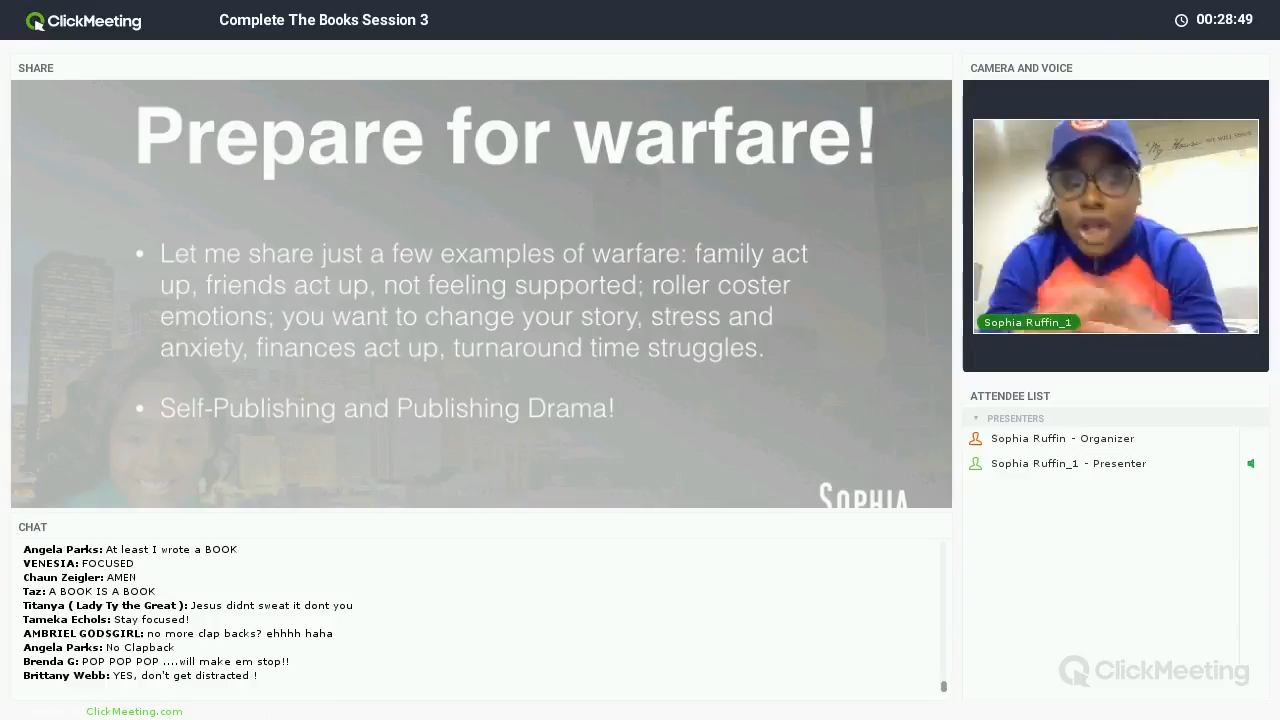 ClickMeeting
Complete The Books Session 3
00:28:49
SHARE
Prepare for warfare!
• Let me share just a few examples of warfare: family act
up, friends act up, not feeling supported; roller coster
emotions; you want to change your story, stress and
anxiety, finances act up, turnaround time struggles.
• Self-Publishing and Publishing Drama!
SOPHIA
CAMERA AND VOICE
"My House
WE WILL SERVE
Sophia Ruffin_1
ATTENDEE LIST
PRESENTERS
Sophia Ruffin - Organizer
Sophia Ruffin_1 - Presenter
CHAT
Angela Parks: At least I wrote a BOOK
VENESIA: FOCUSED
Chaun Zeigler: AMEN
Taz: A BOOK IS A BOOK
Titanya ( Lady Ty the Great ): Jesus didnt sweat it dont you
Tameka Echols: Stay focused!
AMBRIEL GODSGIRL: no more clap backs? ehhhh haha
Angela Parks: No Clapback
Brenda G: POP POP POP ....will make em stop!!
Brittany Webb: YES, don't get distracted !
ClickMeeting
ClickMeeting.com